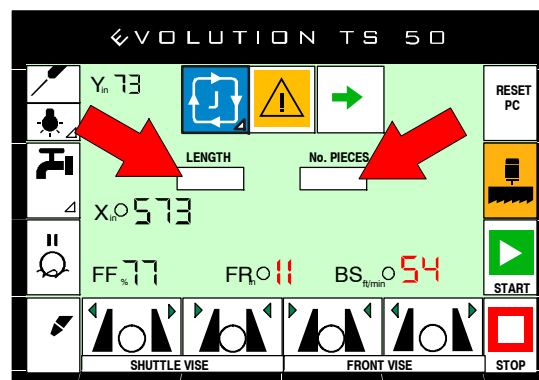 EVOLUTION TS 50
Yin 73
J
RESET
PC
LENGTH
No. PIECES
Xin 573
FF% 77
FRin 11
BSft/min 54
START
SHUTTLE VISE
FRONT VISE
STOP